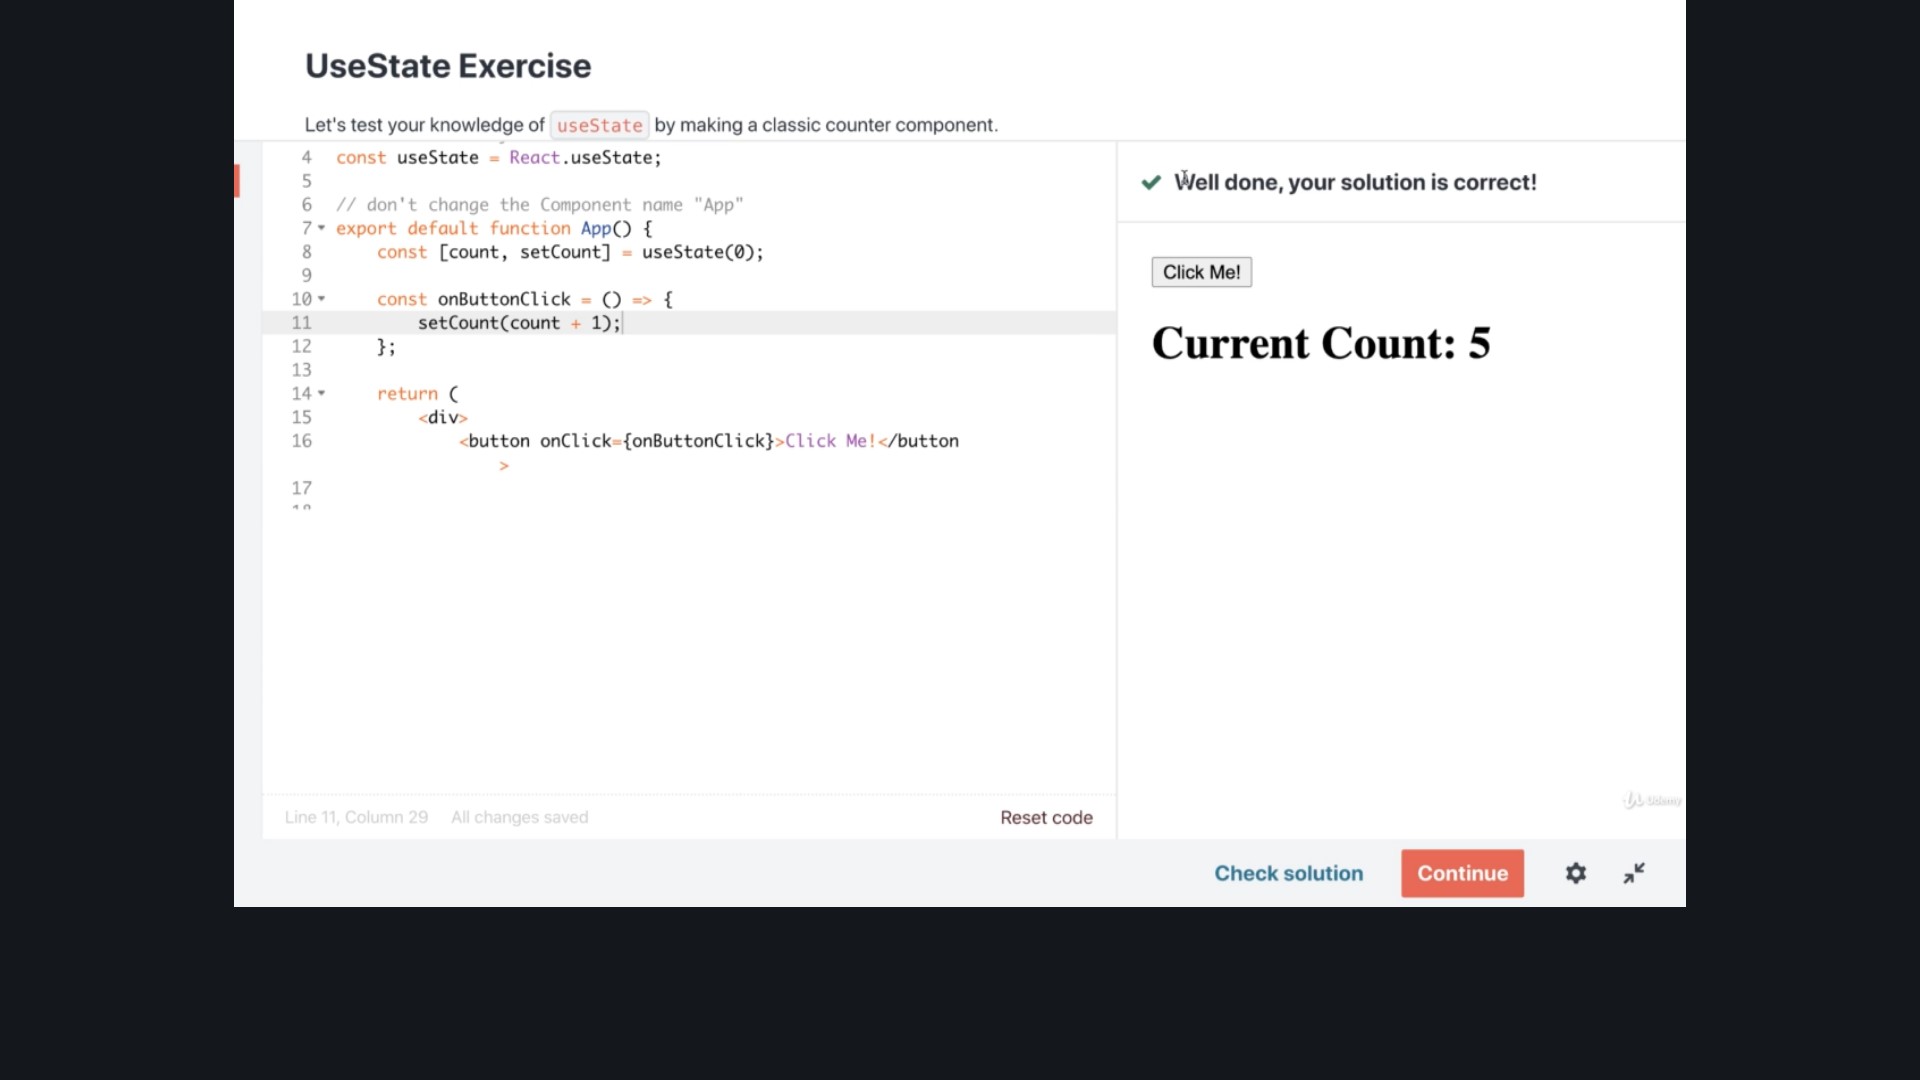 UseState Exercise
Let's test your knowledge of useState by making a classic counter component.
4 const useState = React.useState;
5
6 // don't change the Component name "App"
7 export default function App() {
8 const [count, setCount] = useState(0);
9
10 const onButtonClick = () => {
11 setCount(count + 1);
12 };
13
14 return (
15 <div>
16 <button onClick={onButtonClick}>Click Me!</button
>
17
Line 11, Column 29 All changes saved
Reset code
Well done, your solution is correct!
Click Me!
Current Count: 5
Udemy
Check solution
Continue